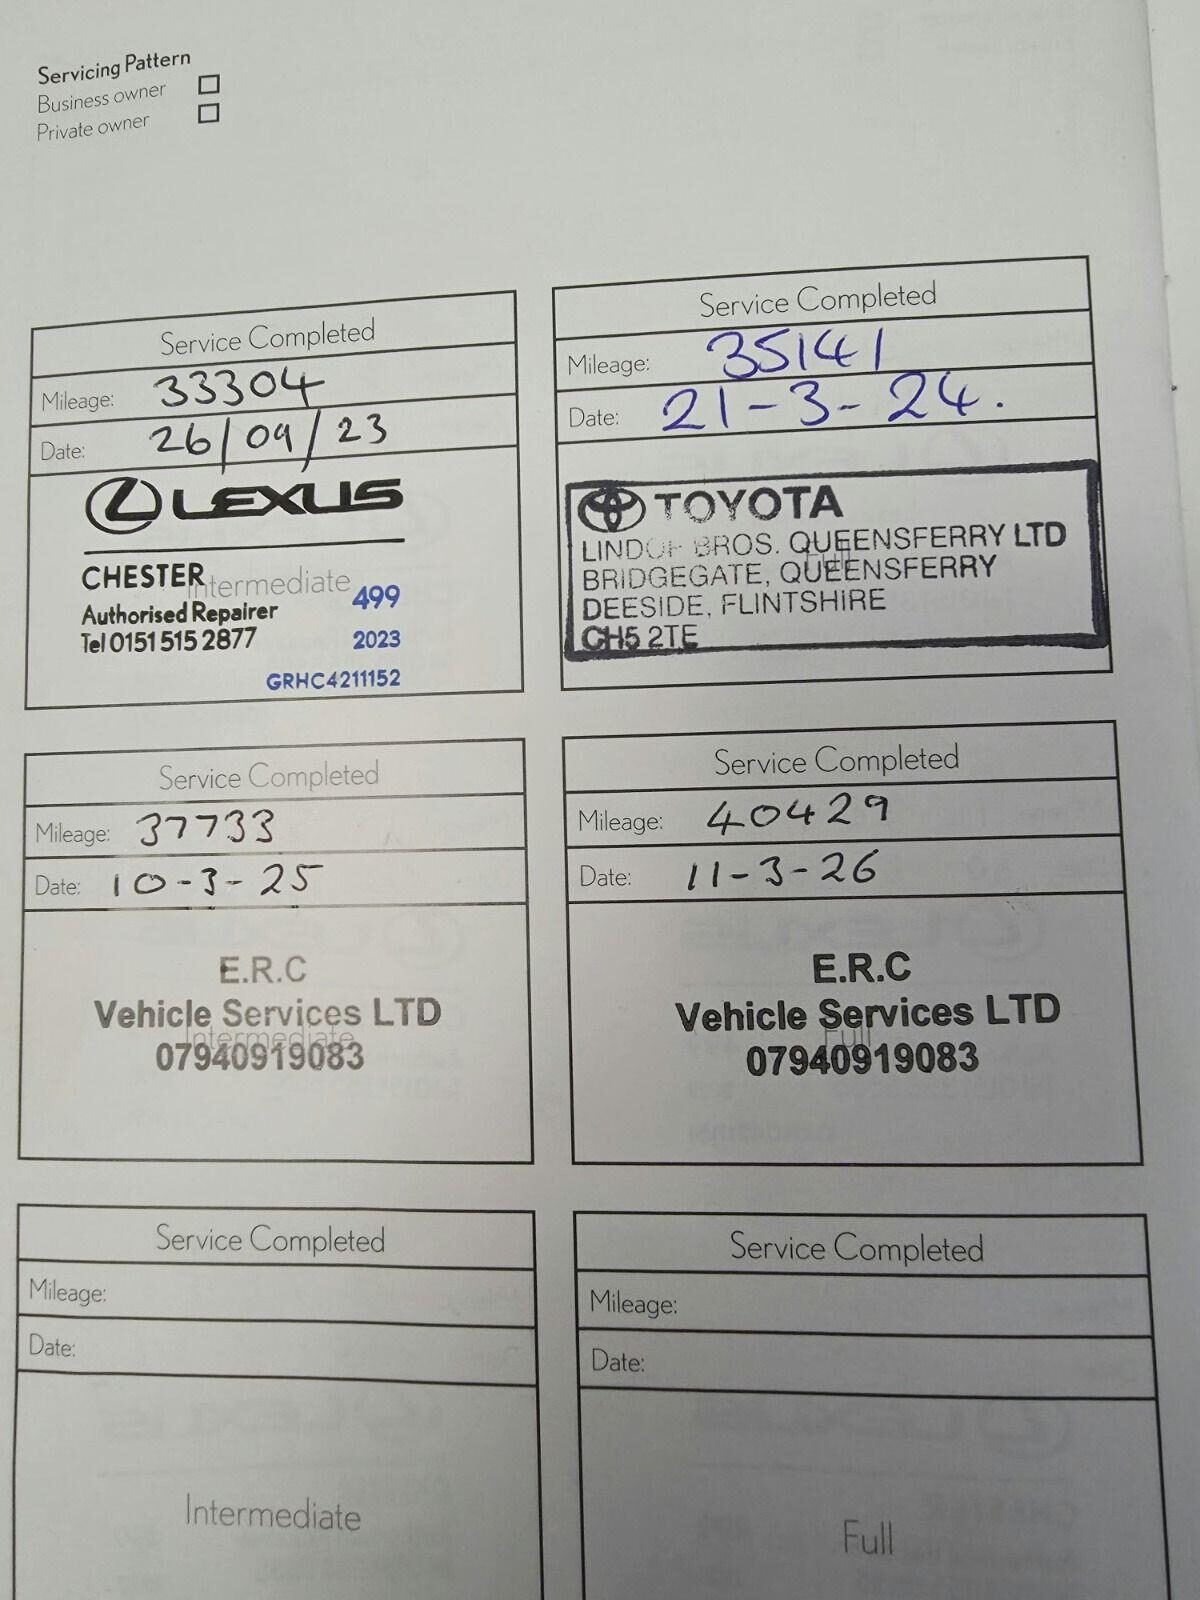 Servicing Pattern
Business owner
Private owner
Service Completed
Mileage: 33304
Date: 26/09/23
LEXUS
CHESTER
Intermediate
499
Authorised Repairer
Tel 0151 515 2877
2023
GRHC4211152
Service Completed
Mileage: 35141
Date: 21-3-24.
TOYOTA
BROS. QUEENSFERRY LTD
Full
BRIDGEGATE, QUEENSFERRY
DEESIDE, FLINTSHIRE
CH5 2TE
Service Completed
Mileage: 37733
Date: 10-3-25
E.R.C
Vehicle Services LTD
Intermediate
07940919083
Service Completed
Mileage: 40429
Date: 11-3-26
E.R.C
Vehicle Services LTD
Full
07940919083
Service Completed
Mileage:
Date:
Intermediate
Service Completed
Mileage:
Date:
Full